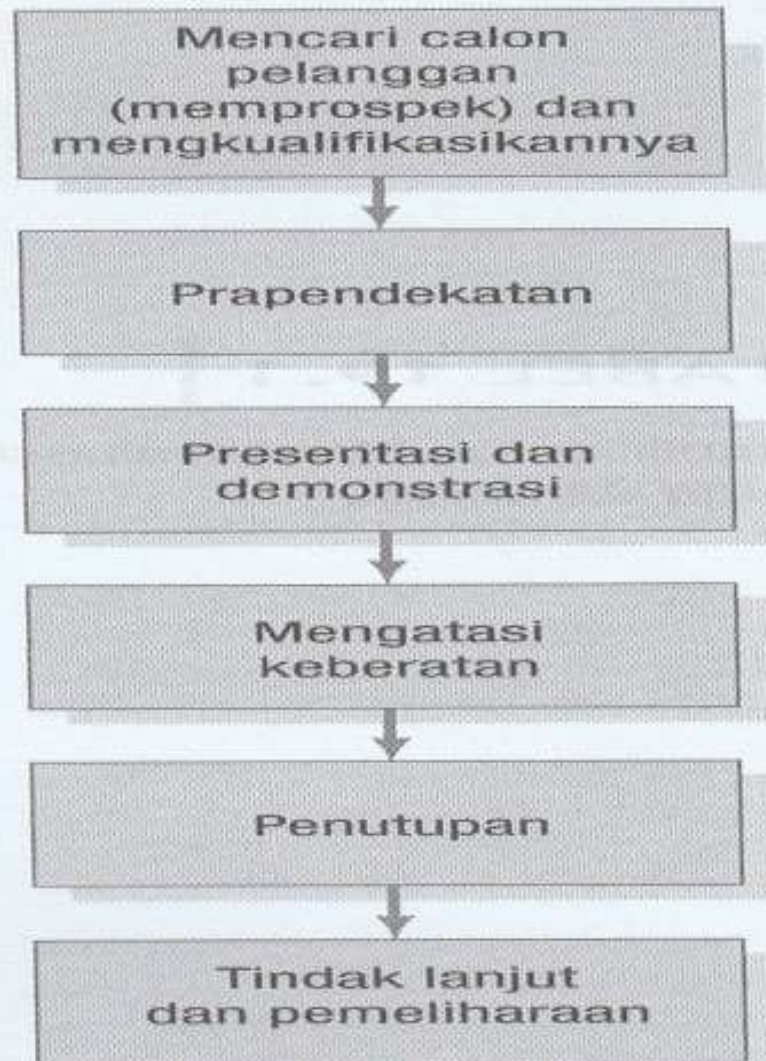 Mencari calon
pelanggan
(memprospek) dan
mengkualifikasikannya
Prapendekatan
Presentasi dan
demonstrasi
Mengatasi
keberatan
Penutupan
Tindak lanjut
dan pemeliharaan